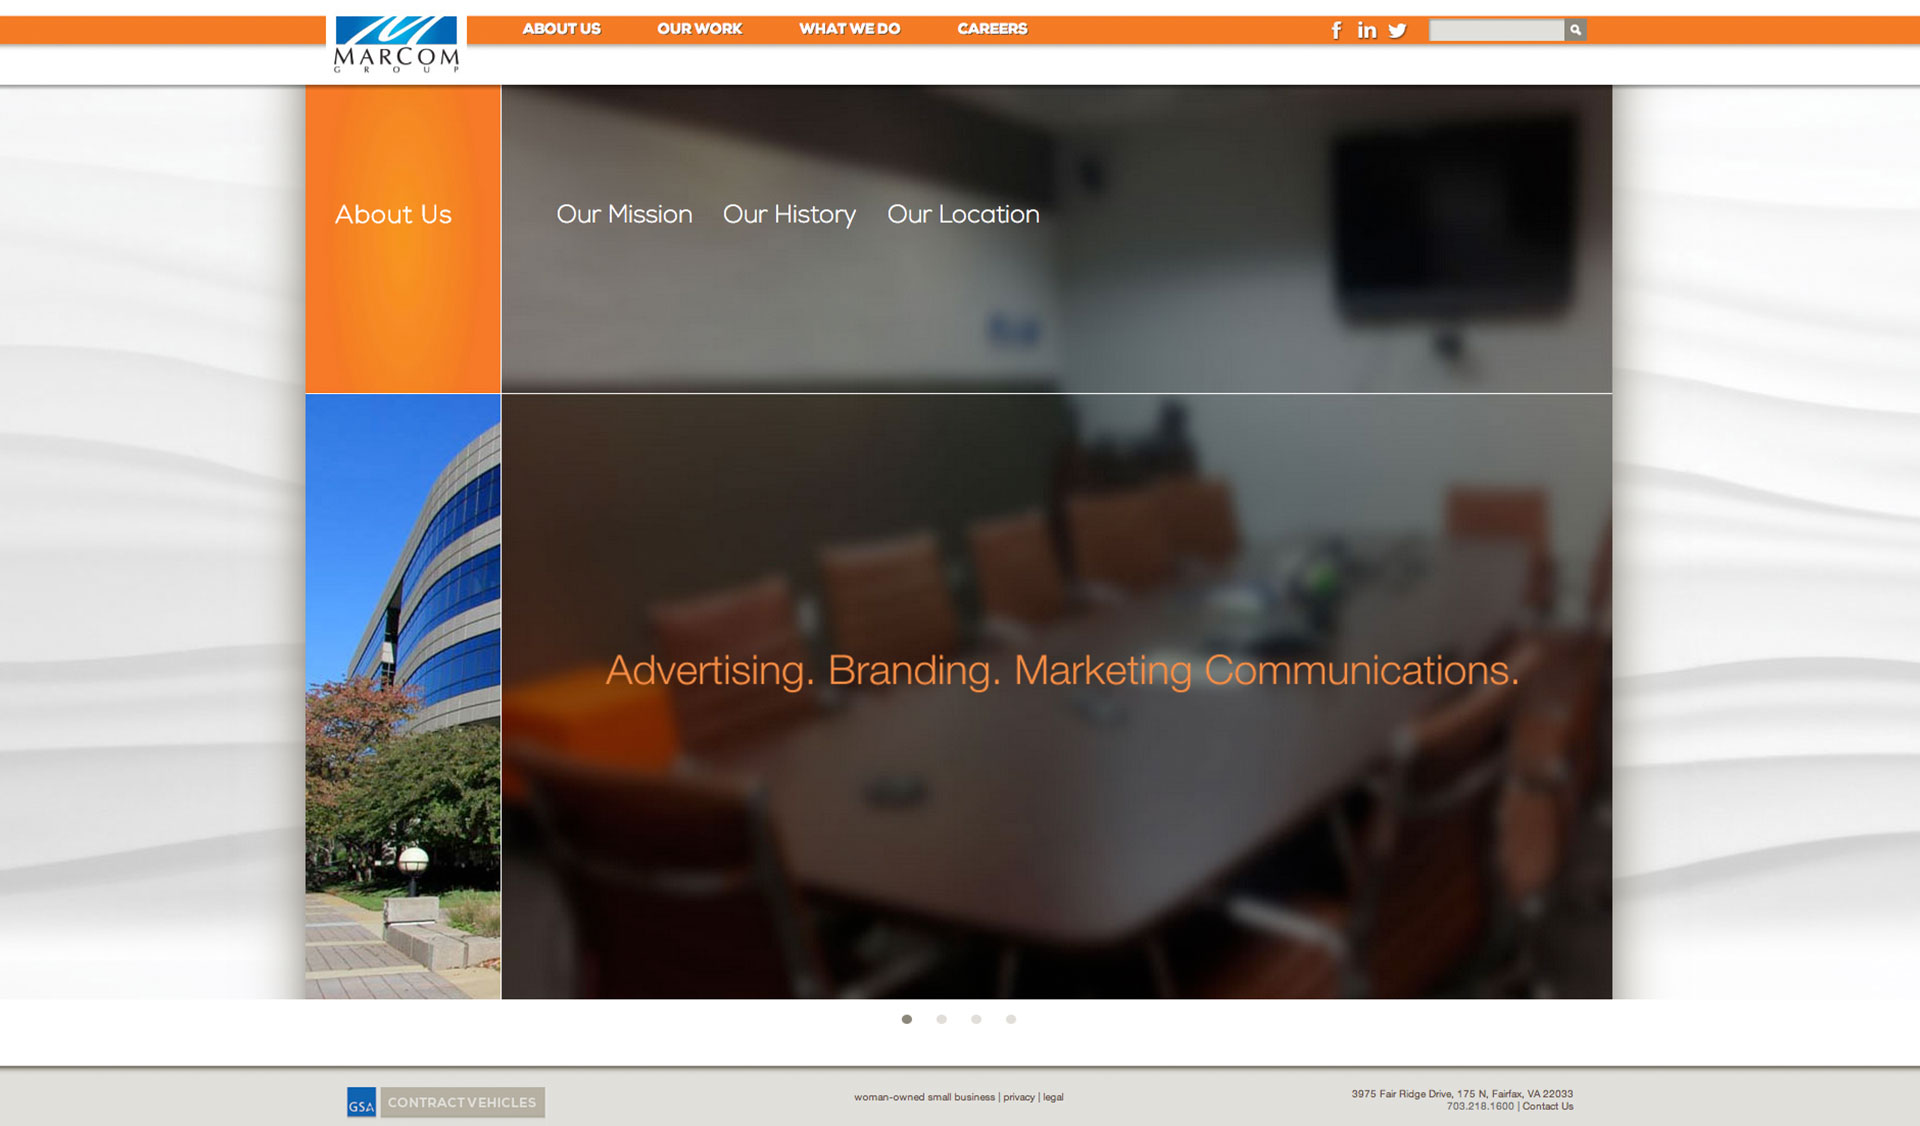 MARCOM
GROUP
ABOUT US
OUR WORK
WHAT WE DO
CAREERS
f in
About Us
Our Mission
Our History
Our Location
Advertising. Branding. Marketing Communications.
GSA
CONTRACT VEHICLES
woman-owned small business | privacy | legal
3975 Fair Ridge Drive, 175 N, Fairfax, VA 22033
703.218.1600 | Contact Us